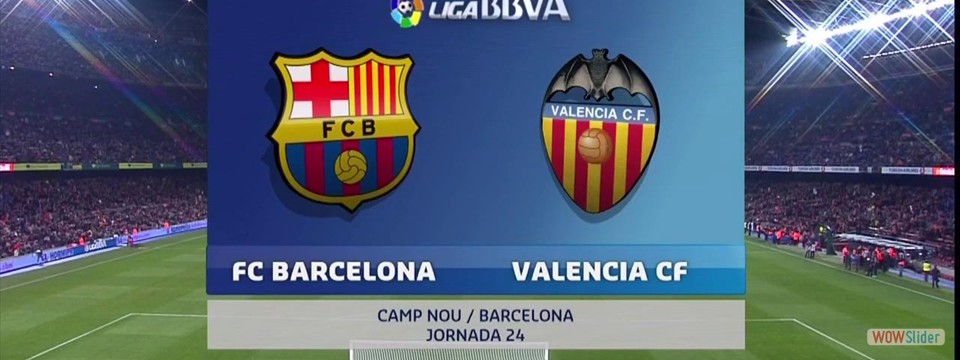 LIGA BBVA
FCB
VALENCIA C.F.
FC BARCELONA
VALENCIA CF
CAMP NOU / BARCELONA
JORNADA 24
WOWSlider